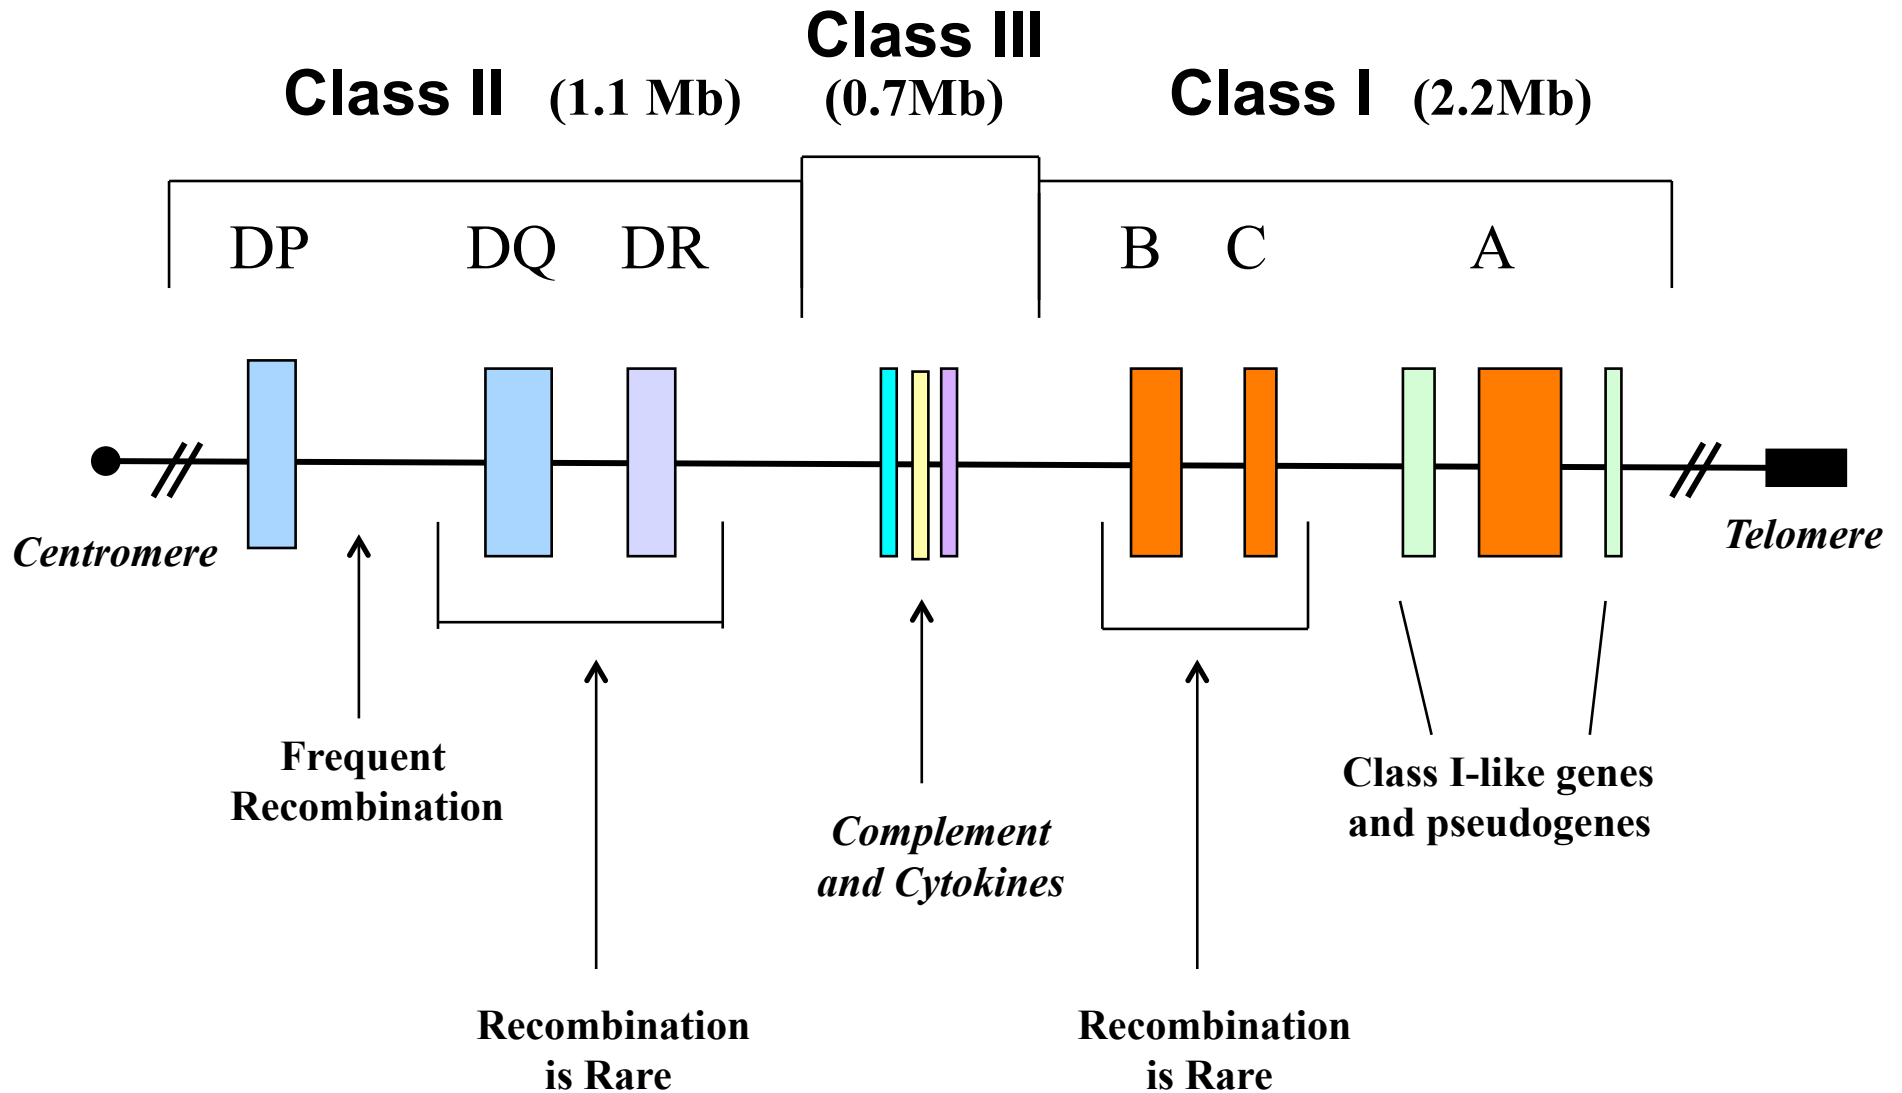 Class III
Class II (1.1 Mb) (0.7Mb) Class I (2.2Mb)
DP DQ DR B C A
Centromere
Telomere
Frequent
Recombination
Complement
and Cytokines
Class I-like genes
and pseudogenes
Recombination
is Rare
Recombination
is Rare